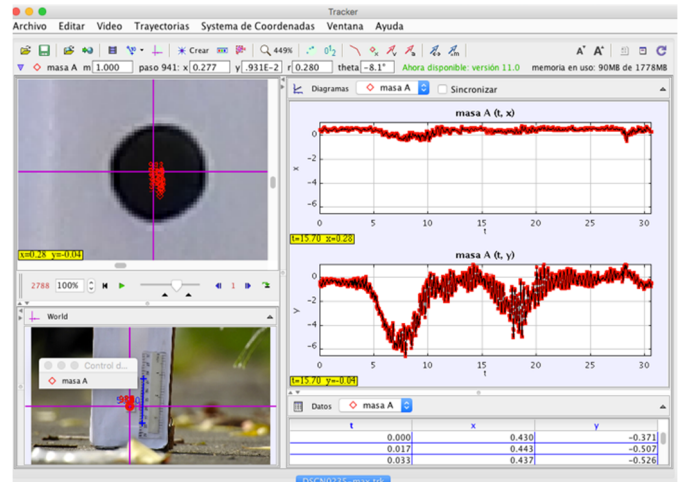 Tracker
Archivo Editar Video Trayectorias Sistema de Coordenadas Ventana Ayuda
Crear 449%
masa A m 1.000 paso 941: x 0.277 y .931E-2 r 0.280 theta -8.1° Ahora disponible: versión 11.0 memoria en uso: 90MB de 1778MB
Diagramas masa A Sincronizar
masa A (t, x)
0
-2
x
-4
-6
0 5 10 15 20 25 30
t
t=15.70 x=0.28
x=0.28 y=-0.04
masa A (t, y)
0
-2
y
-4
-6
0 5 10 15 20 25 30
t
t=15.70 y=-0.04
2788 100% 1
World
Control d...
masa A
Datos masa A
t x y
0.000 0.430 -0.371
0.017 0.443 -0.507
0.033 0.437 -0.526